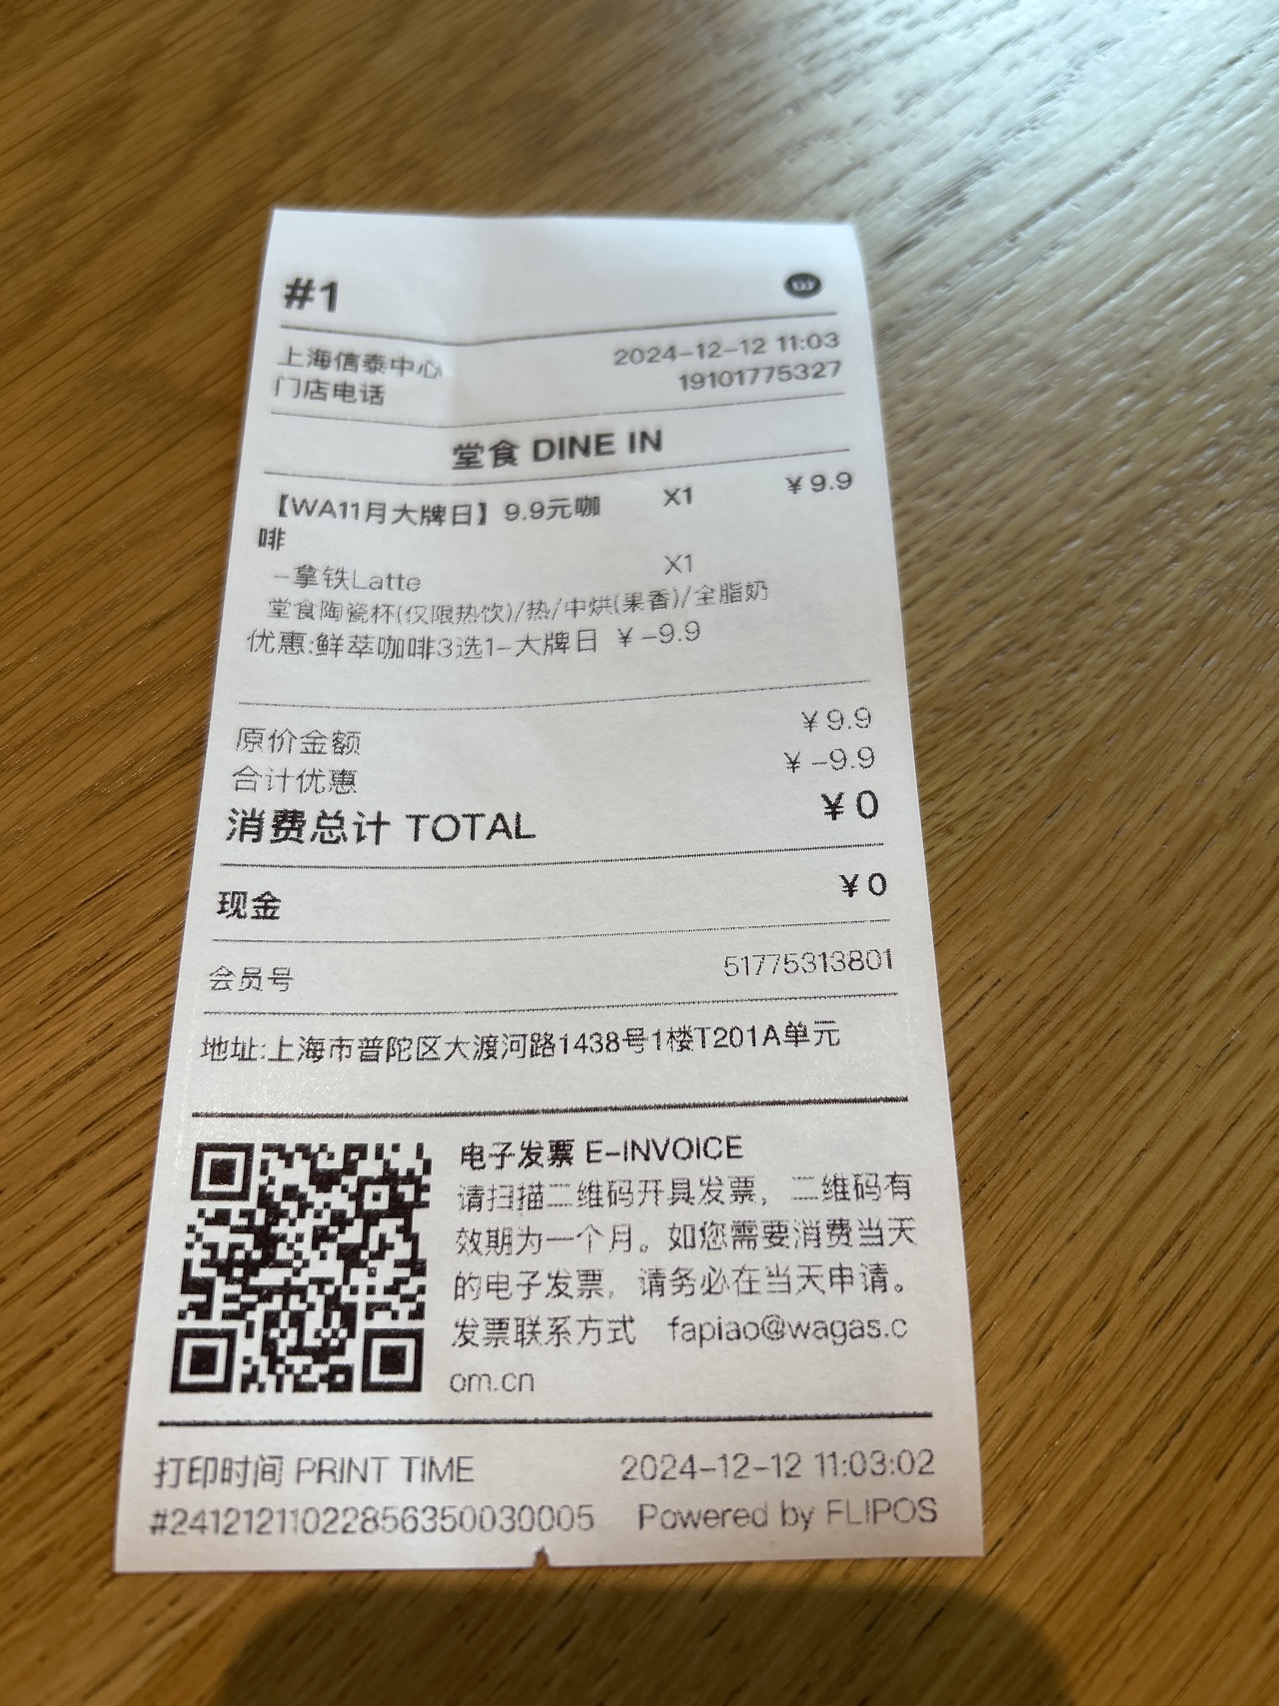 #1
上海信泰中心 2024-12-12 11:03
门店电话 19101775327
堂食 DINE IN
【WA11月大牌日】9.9元咖 X1 ¥9.9
啡
-拿铁Latte X1
堂食陶瓷杯(仅限热饮)/热/中烘(果香)/全脂奶
优惠:鲜萃咖啡3选1-大牌日 ¥-9.9
原价金额 ¥9.9
合计优惠 ¥-9.9
消费总计 TOTAL ¥0
现金 ¥0
会员号 51775313801
地址:上海市普陀区大渡河路1438号1楼T201A单元
电子发票 E-INVOICE
请扫描二维码开具发票，二维码有
效期为一个月。如您需要消费当天
的电子发票，请务必在当天申请。
发票联系方式 fapiao@wagas.c
om.cn
打印时间 PRINT TIME 2024-12-12 11:03:02
#24121211022856350030005 Powered by FLIPOS